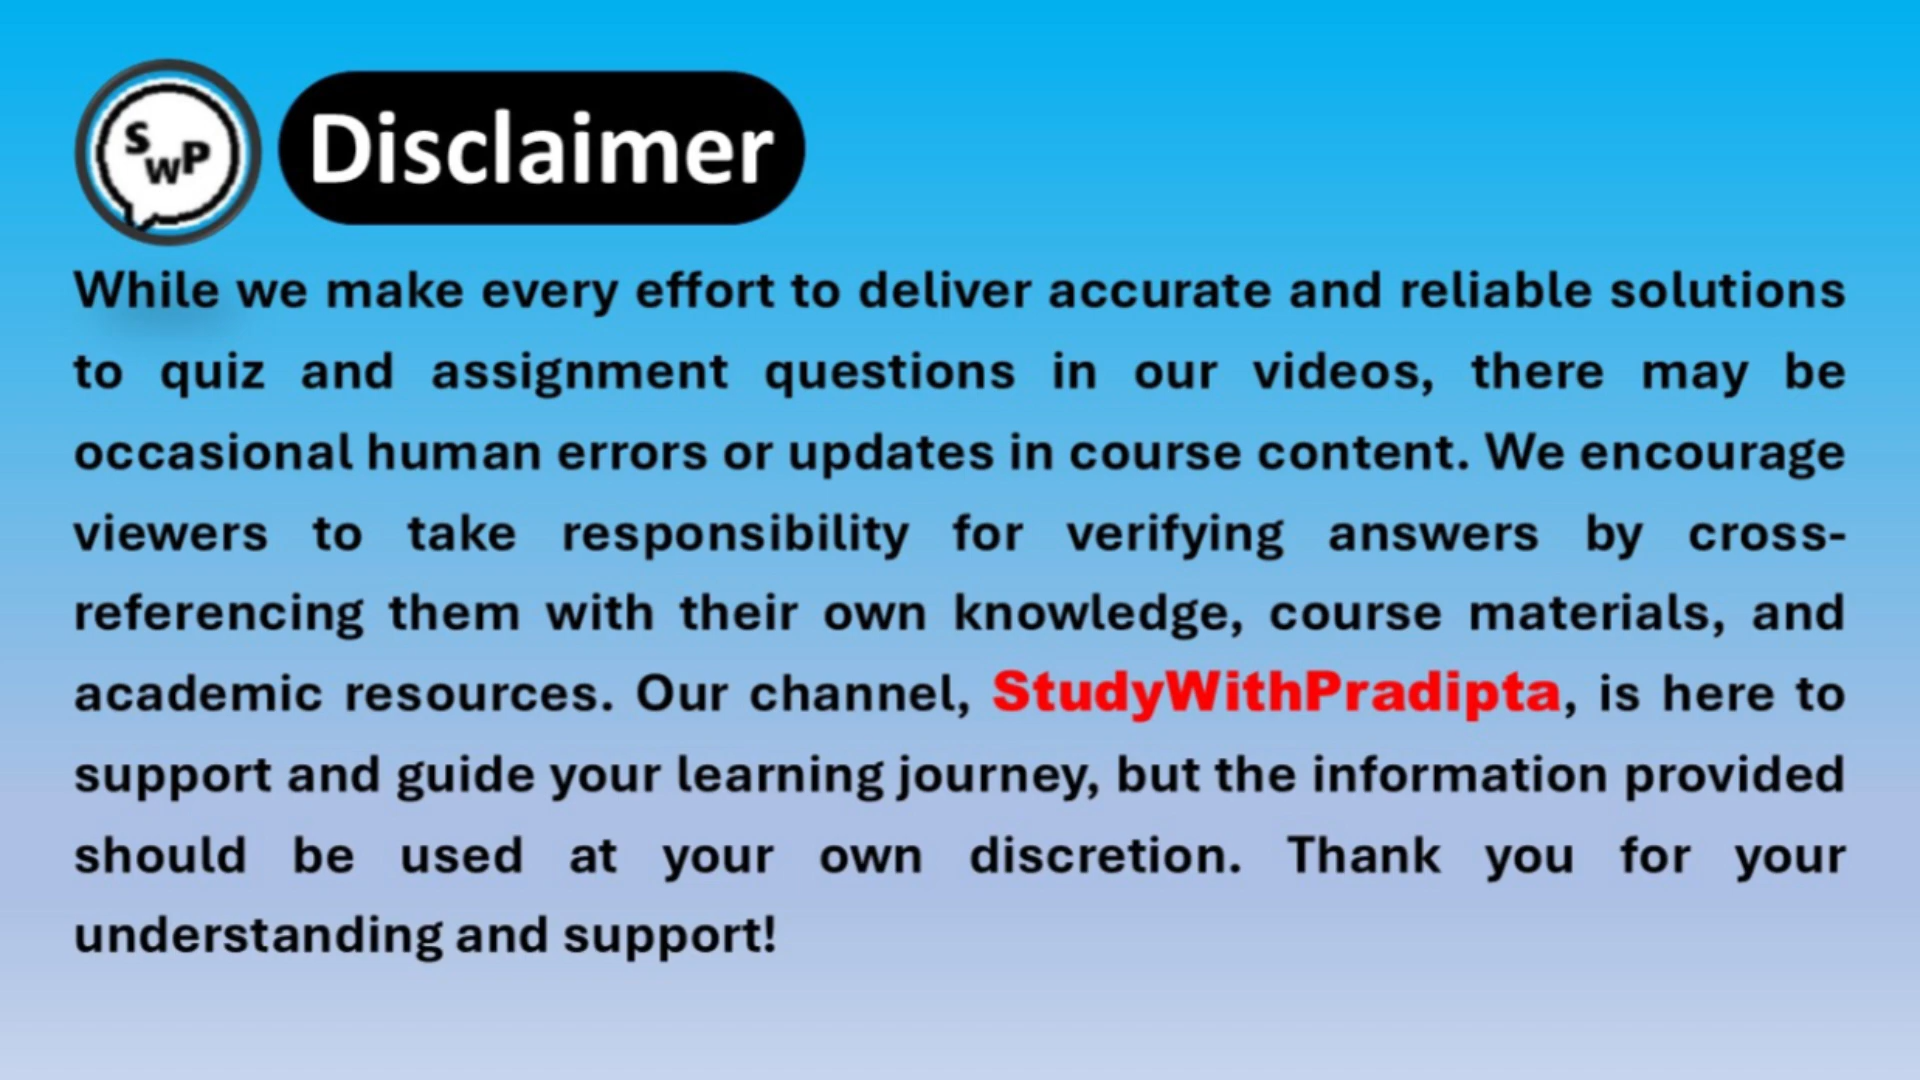 SWP
Disclaimer
While we make every effort to deliver accurate and reliable solutions
to quiz and assignment questions in our videos, there may be
occasional human errors or updates in course content. We encourage
viewers to take responsibility for verifying answers by cross-
referencing them with their own knowledge, course materials, and
academic resources. Our channel, StudyWithPradipta, is here to
support and guide your learning journey, but the information provided
should be used at your own discretion. Thank you for your
understanding and support!